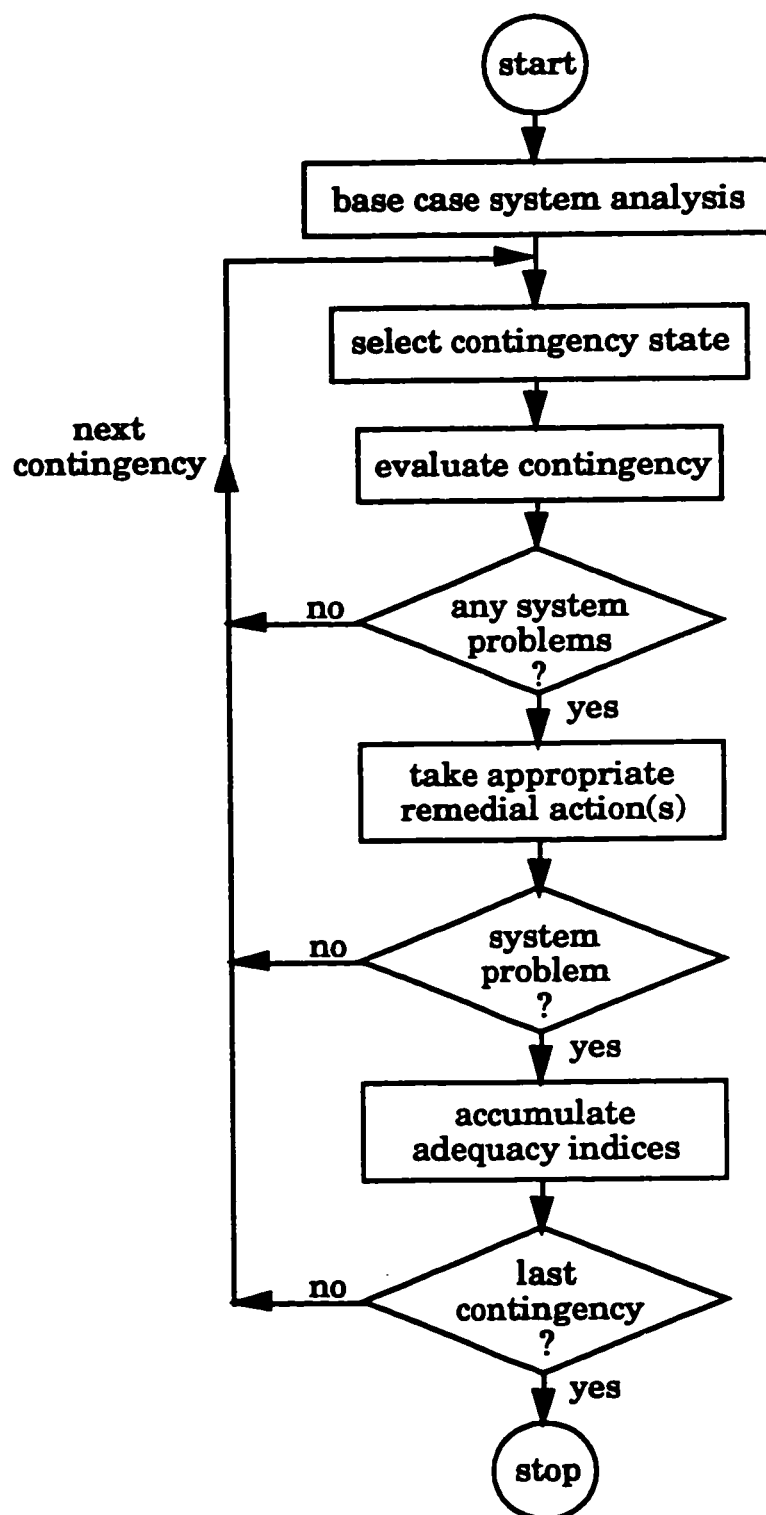 start
base case system analysis
select contingency state
next
contingency
evaluate contingency
any system
problems
?
no
yes
take appropriate
remedial action(s)
system
problem
?
no
yes
accumulate
adequacy indices
last
contingency
?
no
yes
stop